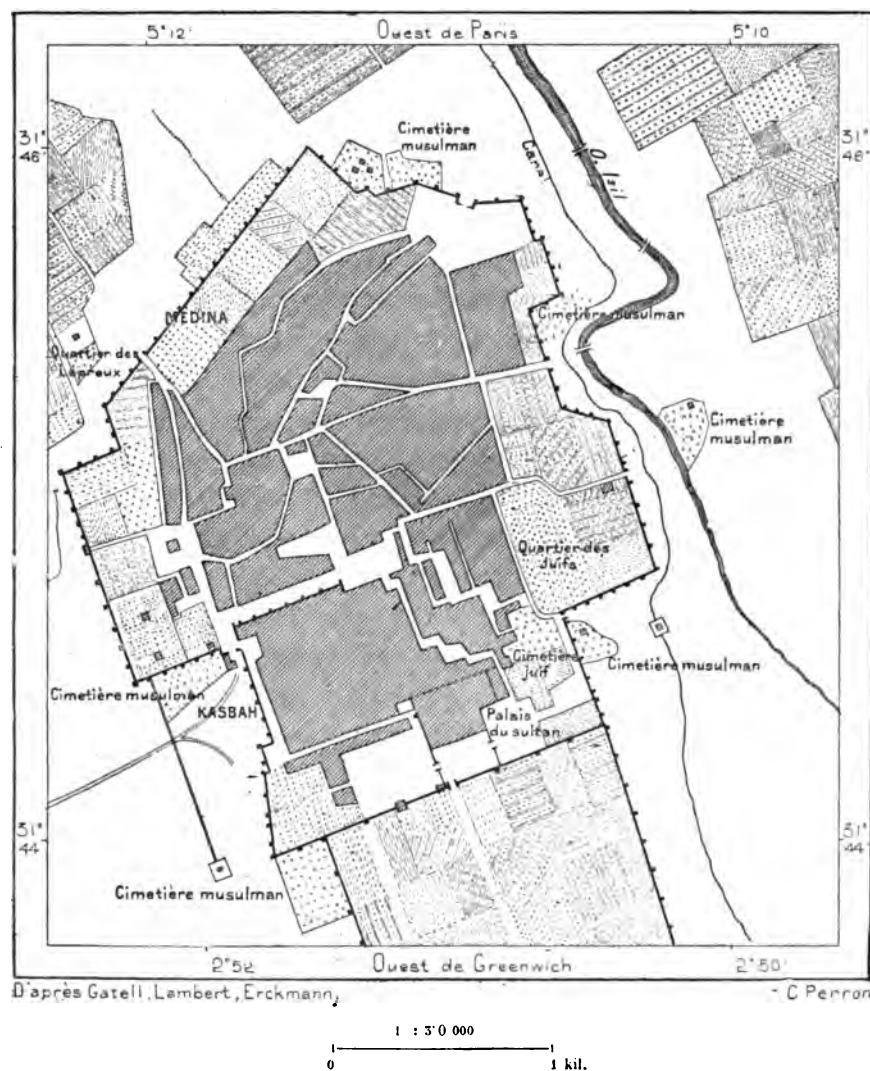 5°12'
Ouest de Paris
5°10
31°
46'
31°
46'
Cimetière
musulman
Canal
MEDINA
Cimetière musulman
Quartier des
Lépreux
Cimetière
musulman
Quartier des
Juifs
Cimetière
juif
Cimetière musulman
Cimetière musulman
KASBAH
Palais
du sultan
31°
44'
31°
44'
Cimetière musulman
2°52'
Ouest de Greenwich
2°50'
D'après Gatell, Lambert, Erckmann,
C Perron
1 : 30 000
0
1 kil.